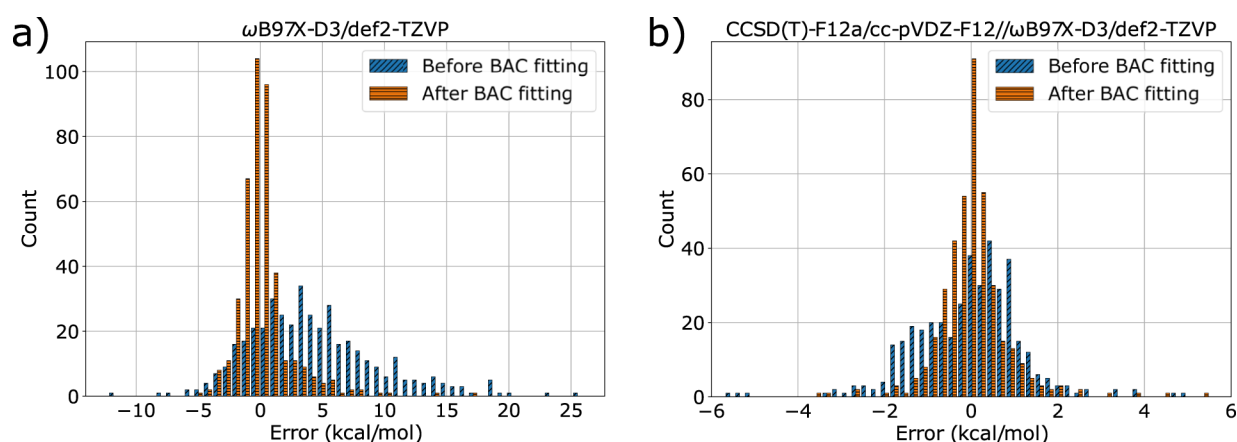 a)
ωB97X-D3/def2-TZVP
Before BAC fitting
After BAC fitting
100
80
60
40
20
0
Count
−10
−5
0
5
10
15
20
25
Error (kcal/mol)
b)
CCSD(T)-F12a/cc-pVDZ-F12//ωB97X-D3/def2-TZVP
Before BAC fitting
After BAC fitting
80
60
40
20
0
Count
−6
−4
−2
0
2
4
6
Error (kcal/mol)